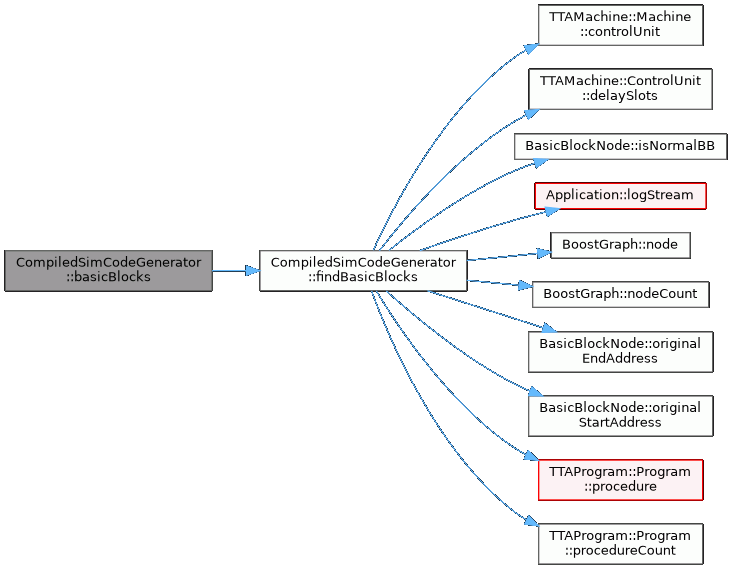 TTAMachine::Machine
::controlUnit
TTAMachine::ControlUnit
::delaySlots
BasicBlockNode::isNormalBB
Application::logStream
BoostGraph::node
CompiledSimCodeGenerator
::basicBlocks
CompiledSimCodeGenerator
::findBasicBlocks
BoostGraph::nodeCount
BasicBlockNode::original
EndAddress
BasicBlockNode::original
StartAddress
TTAProgram::Program
::procedure
TTAProgram::Program
::procedureCount